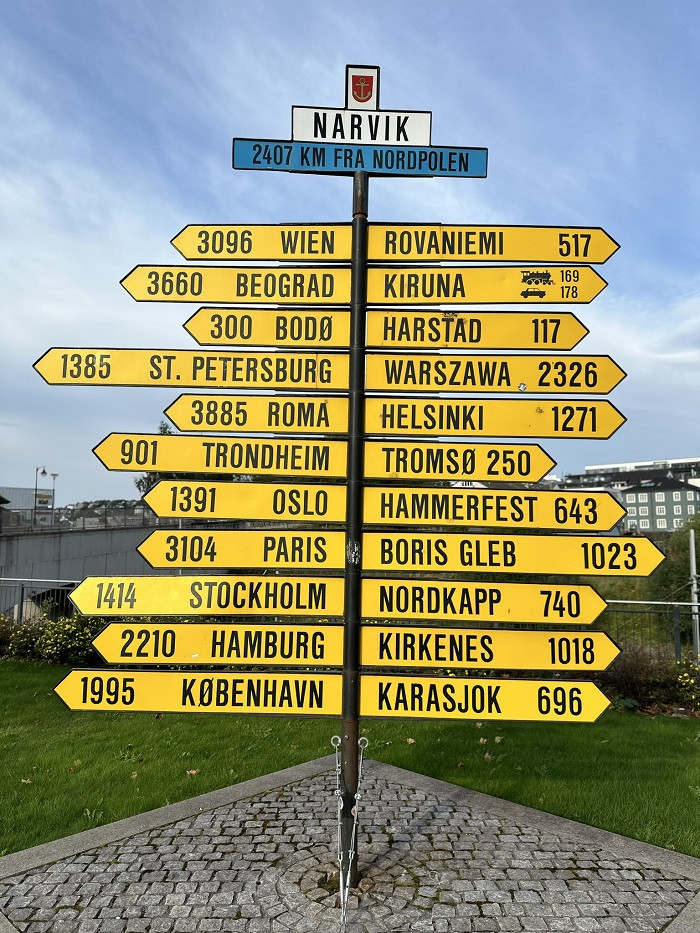 NARVIK
2407 KM FRA NORDPOLEN
3096 WIEN
ROVANIEMI 517
3660 BEOGRAD
KIRUNA 169
178
300 BODØ
HARSTAD 117
1385 ST. PETERSBURG
WARSZAWA 2326
3885 ROMA
HELSINKI 1271
901 TRONDHEIM
TROMSØ 250
1391 OSLO
HAMMERFEST 643
3104 PARIS
BORIS GLEB 1023
1414 STOCKHOLM
NORDKAPP 740
2210 HAMBURG
KIRKENES 1018
1995 KØBENHAVN
KARASJOK 696